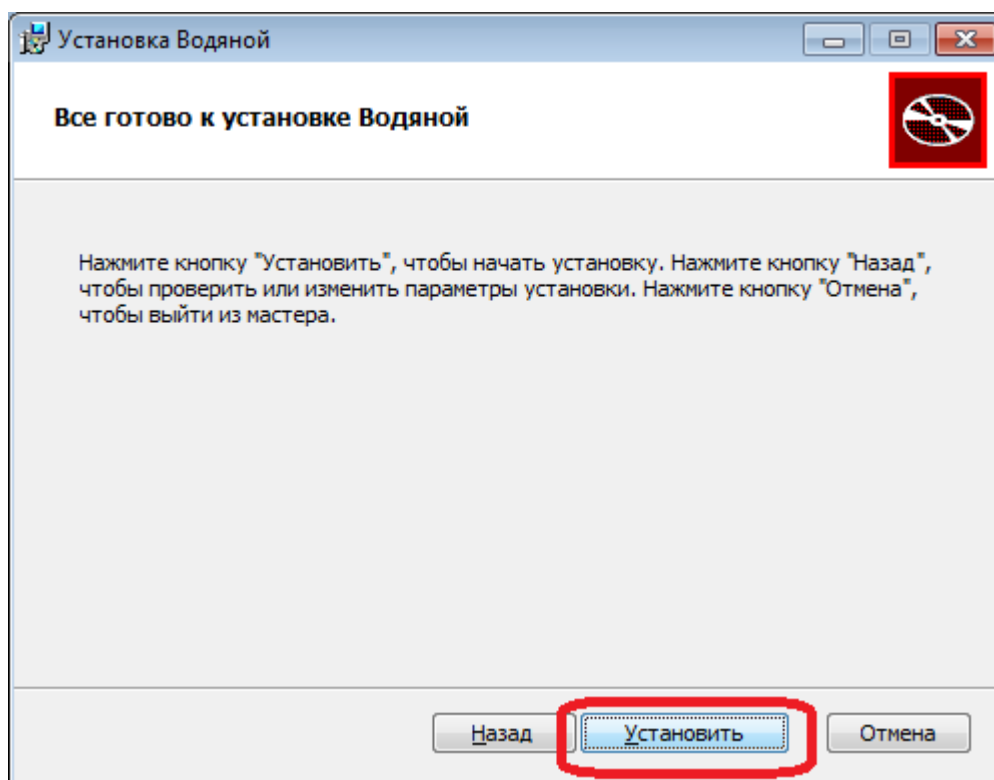 Установка Водяной
Все готово к установке Водяной
Нажмите кнопку "Установить", чтобы начать установку. Нажмите кнопку "Назад",
чтобы проверить или изменить параметры установки. Нажмите кнопку "Отмена",
чтобы выйти из мастера.
Назад Установить Отмена